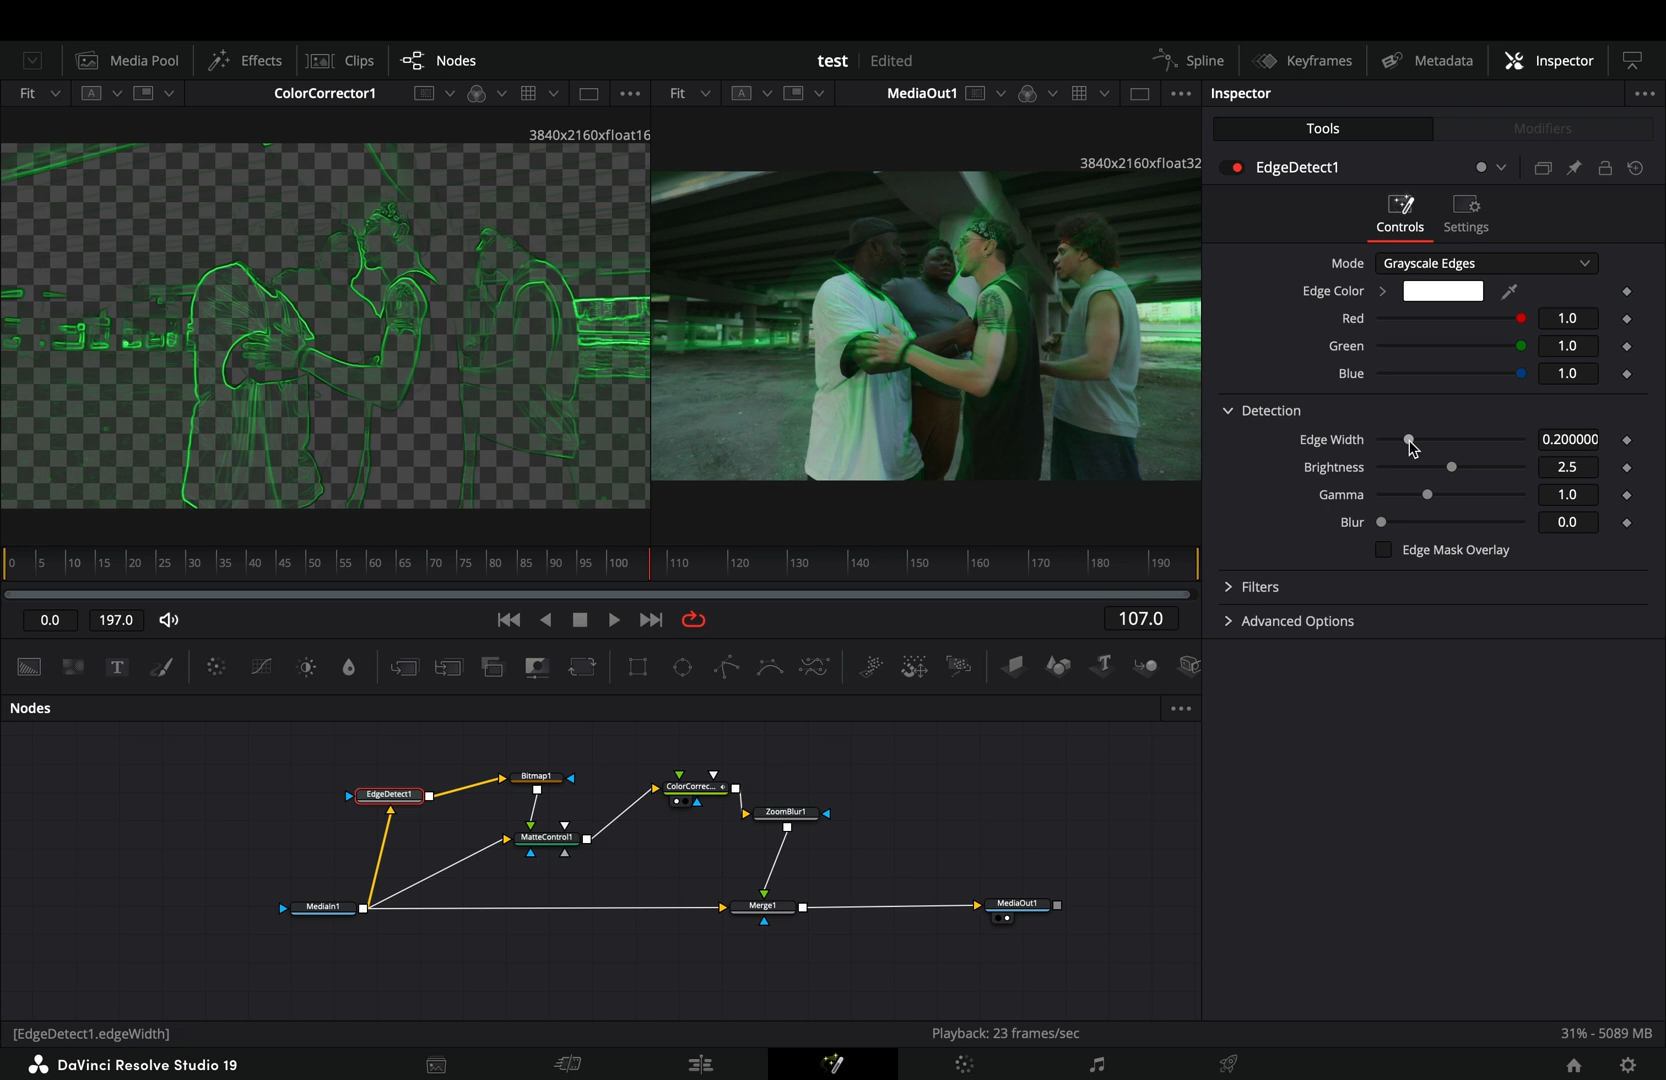 Media Pool
Effects
Clips
Nodes
test
Edited
Spline
Keyframes
Metadata
Inspector
Fit
A
ColorCorrector1
Fit
A
MediaOut1
Inspector
3840x2160xfloat16
3840x2160xfloat32
Tools
Modifiers
EdgeDetect1
Controls
Settings
Mode
Grayscale Edges
Edge Color
Red
1.0
Green
1.0
Blue
1.0
Detection
Edge Width
0.200000
Brightness
2.5
Gamma
1.0
Blur
0.0
Edge Mask Overlay
Filters
Advanced Options
0 5 10 15 20 25 30 35 40 45 50 55 60 65 70 75 80 85 90 95 100 110 120 130 140 150 160 170 180 190
0.0
197.0
107.0
T
T
Nodes
EdgeDetect1
Bitmap1
MatteControl1
ColorCorrec...
ZoomBlur1
MediaIn1
Merge1
MediaOut1
[EdgeDetect1.edgeWidth]
Playback: 23 frames/sec
31% - 5089 MB
DaVinci Resolve Studio 19